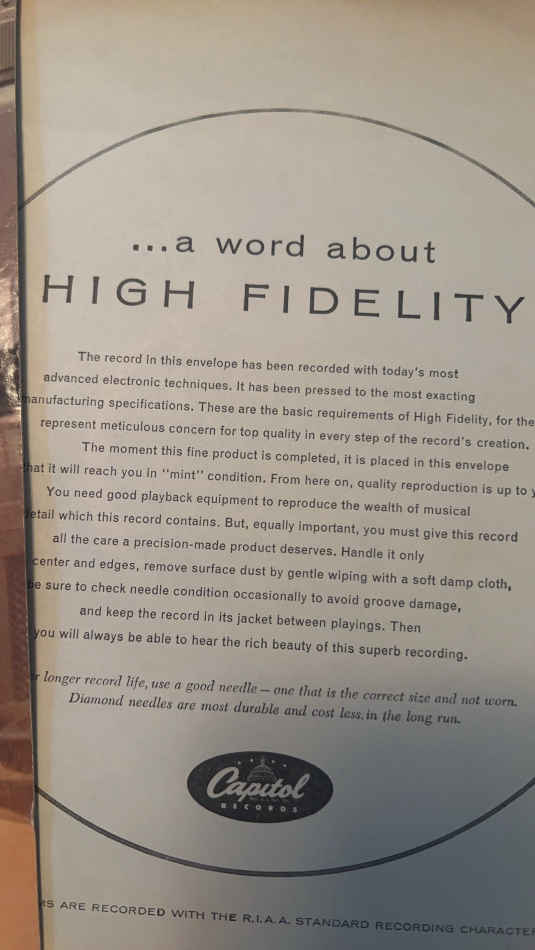 ...a word about
HIGH FIDELITY
The record in this envelope has been recorded with today's most
advanced electronic techniques. It has been pressed to the most exacting
manufacturing specifications. These are the basic requirements of High Fidelity, for the
represent meticulous concern for top quality in every step of the record's creation.
The moment this fine product is completed, it is placed in this envelope
hat it will reach you in "mint" condition. From here on, quality reproduction is up to y
You need good playback equipment to reproduce the wealth of musical
detail which this record contains. But, equally important, you must give this record
all the care a precision-made product deserves. Handle it only
center and edges, remove surface dust by gentle wiping with a soft damp cloth,
be sure to check needle condition occasionally to avoid groove damage,
and keep the record in its jacket between playings. Then
you will always be able to hear the rich beauty of this superb recording.
r longer record life, use a good needle — one that is the correct size and not worn.
Diamond needles are most durable and cost less in the long run.
Capitol
RECORDS
MS ARE RECORDED WITH THE R.I.A.A. STANDARD RECORDING CHARACTER